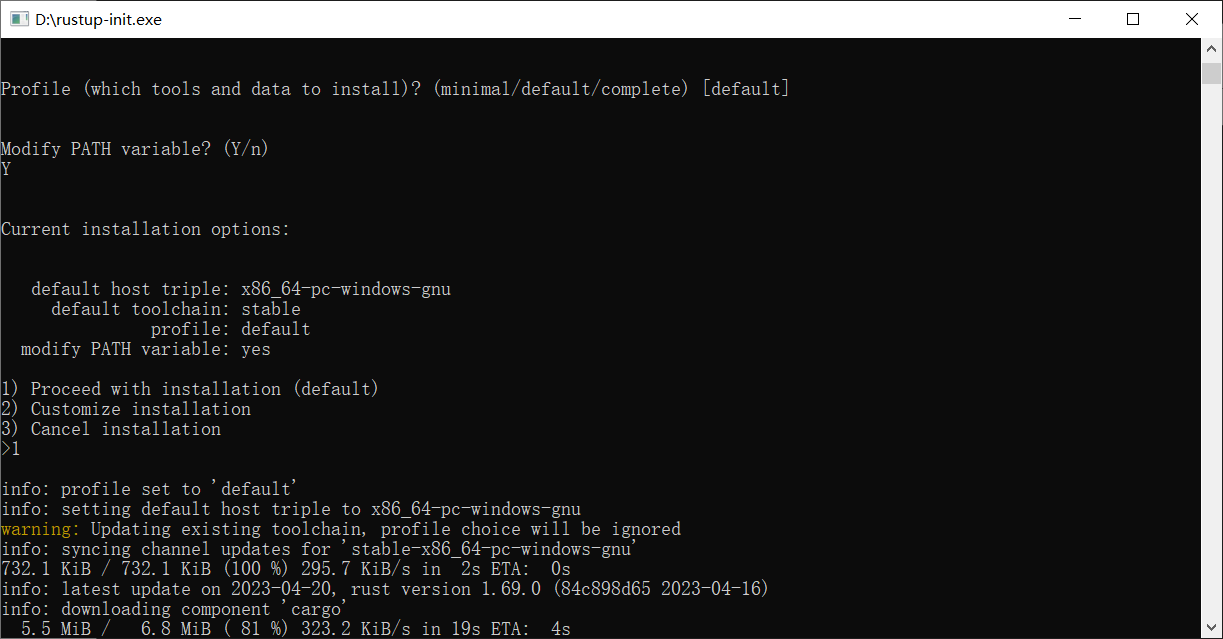 D:\rustup-init.exe
Profile (which tools and data to install)? (minimal/default/complete) [default]
Modify PATH variable? (Y/n)
Y
Current installation options:
default host triple: x86_64-pc-windows-gnu
default toolchain: stable
profile: default
modify PATH variable: yes
1) Proceed with installation (default)
2) Customize installation
3) Cancel installation
>1
info: profile set to 'default'
info: setting default host triple to x86_64-pc-windows-gnu
warning: Updating existing toolchain, profile choice will be ignored
info: syncing channel updates for 'stable-x86_64-pc-windows-gnu'
732.1 KiB / 732.1 KiB (100 %) 295.7 KiB/s in  2s ETA:  0s
info: latest update on 2023-04-20, rust version 1.69.0 (84c898d65 2023-04-16)
info: downloading component 'cargo'
5.5 MiB /   6.8 MiB ( 81 %) 323.2 KiB/s in 19s ETA:  4s